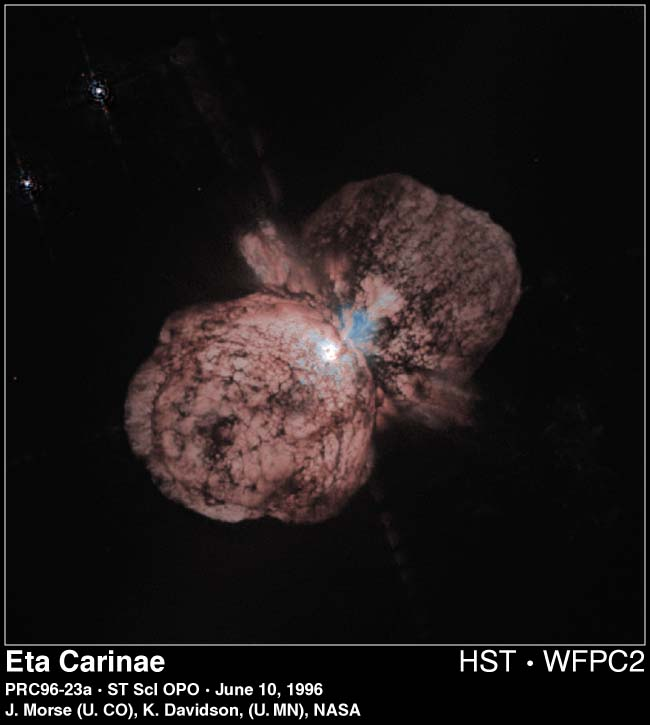 Eta Carinae HST • WFPC2
PRC96-23a • ST ScI OPO • June 10, 1996
J. Morse (U. CO), K. Davidson, (U. MN), NASA